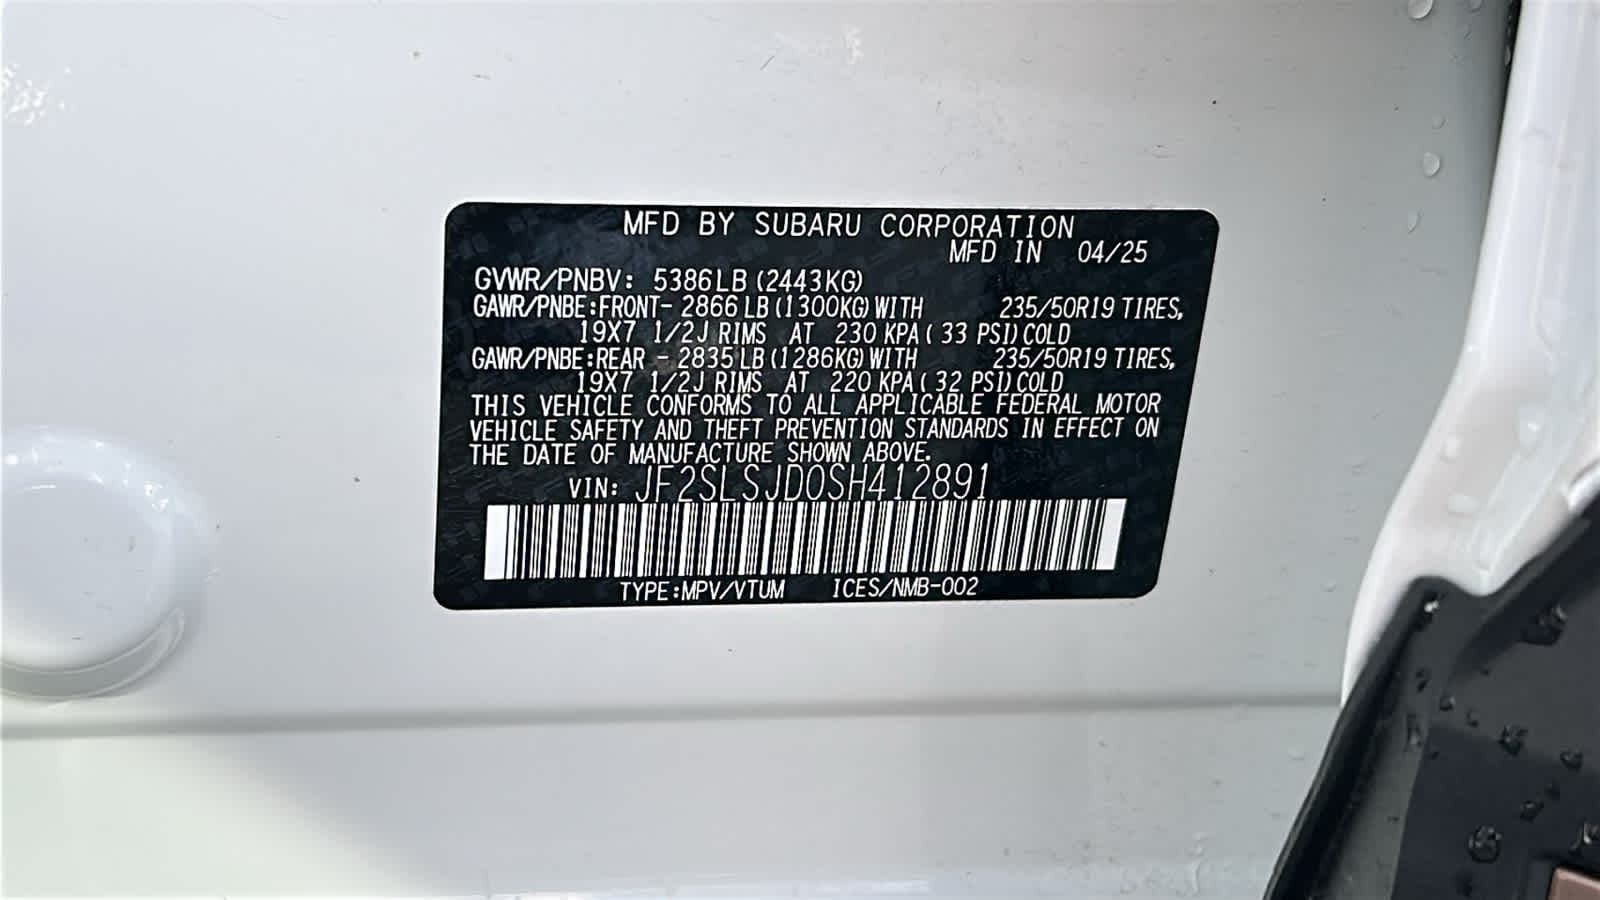 MFD BY SUBARU CORPORATION
MFD IN 04/25
GVWR/PNBV: 5386LB (2443KG)
GAWR/PNBE:FRONT- 2866 LB (1300KG) WITH 235/50R19 TIRES,
19X7 1/2J RIMS AT 230 KPA ( 33 PSI) COLD
GAWR/PNBE:REAR - 2835 LB (1286KG) WITH 235/50R19 TIRES,
19X7 1/2J RIMS AT 220 KPA ( 32 PSI) COLD
THIS VEHICLE CONFORMS TO ALL APPLICABLE FEDERAL MOTOR
VEHICLE SAFETY AND THEFT PREVENTION STANDARDS IN EFFECT ON
THE DATE OF MANUFACTURE SHOWN ABOVE.
VIN: JF2SLSJD0SH412891
TYPE:MPV/VTUM ICES/NMB-002